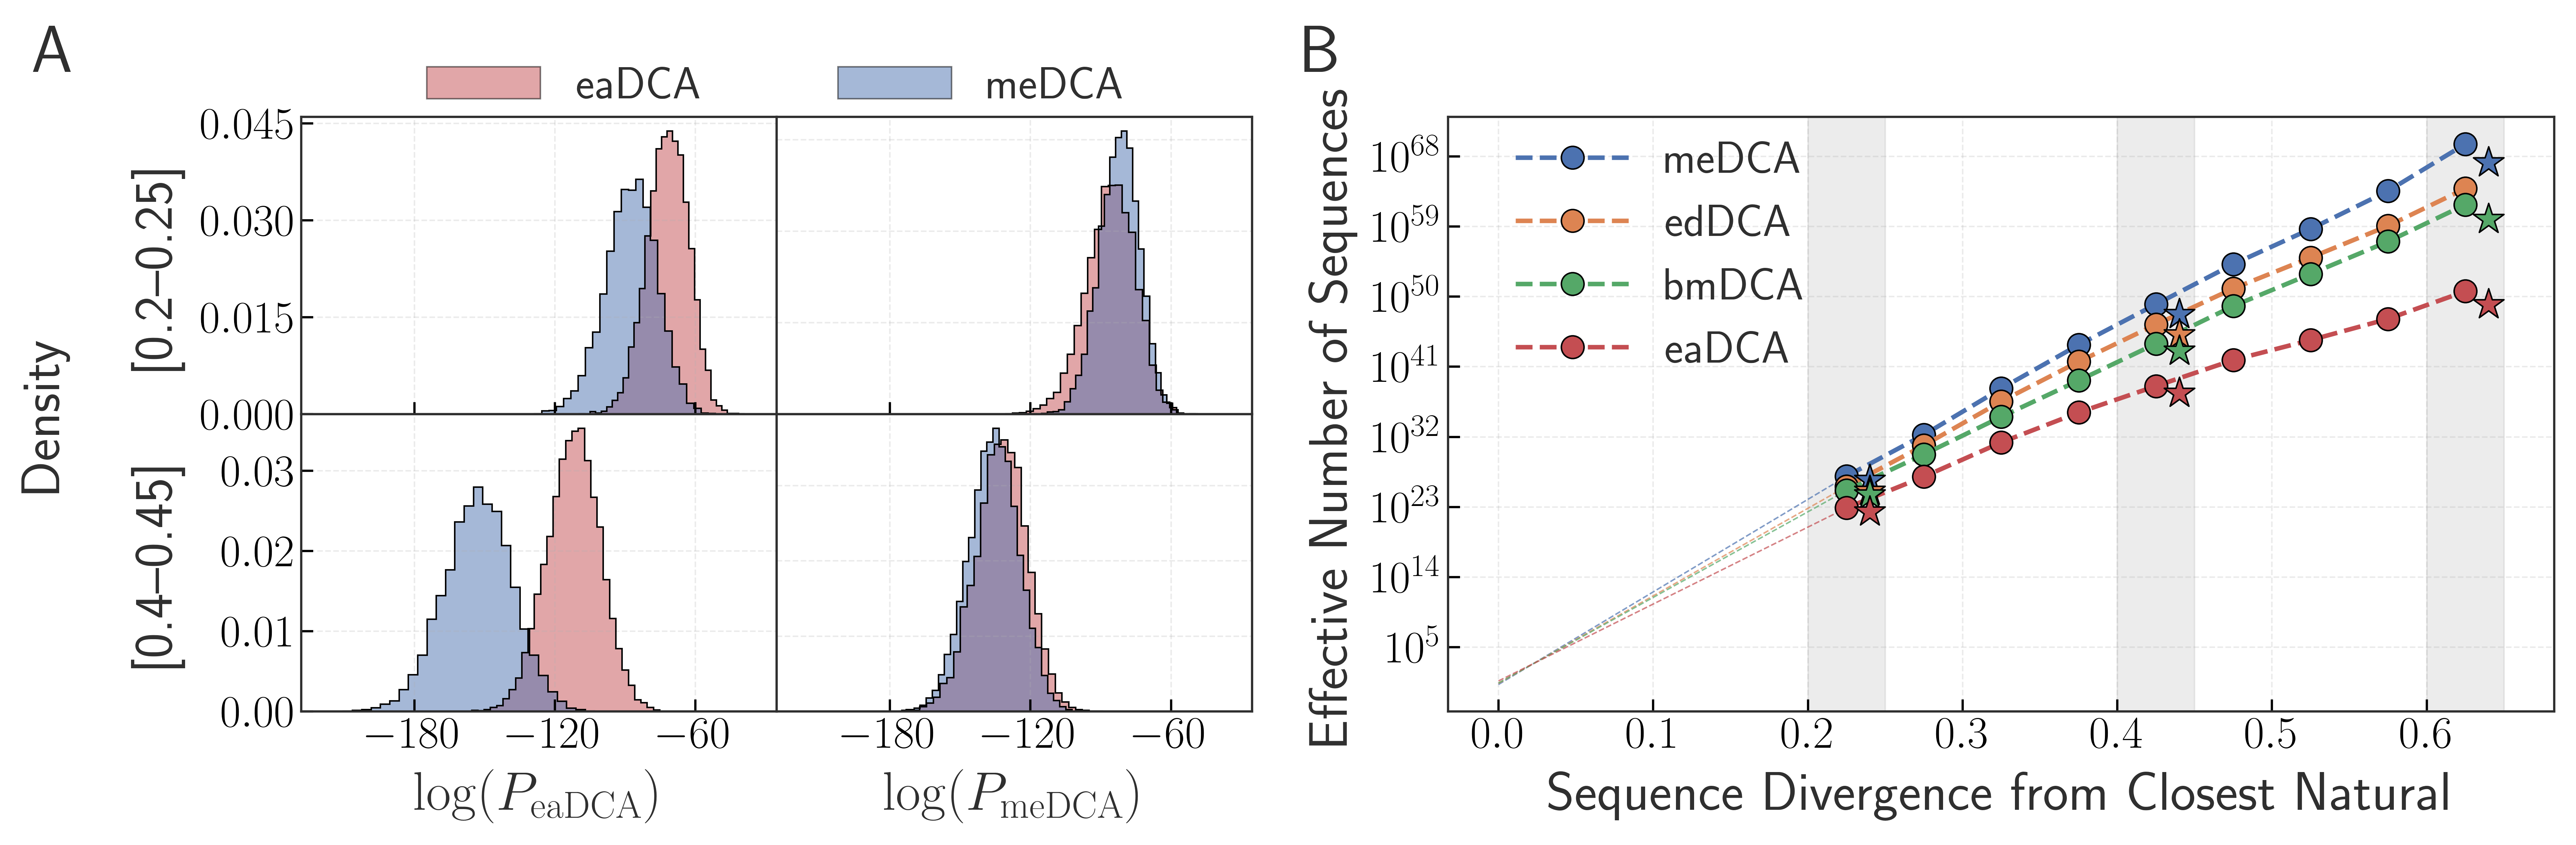 A
eaDCA
meDCA
Density
[0.2–0.25]
0.045
0.030
0.015
0.000
[0.4–0.45]
0.03
0.02
0.01
0.00
−180
−120
−60
−180
−120
−60
log(P_eaDCA)
log(P_meDCA)
B
Effective Number of Sequences
10^68
10^59
10^50
10^41
10^32
10^23
10^14
10^5
meDCA
edDCA
bmDCA
eaDCA
0.0
0.1
0.2
0.3
0.4
0.5
0.6
Sequence Divergence from Closest Natural